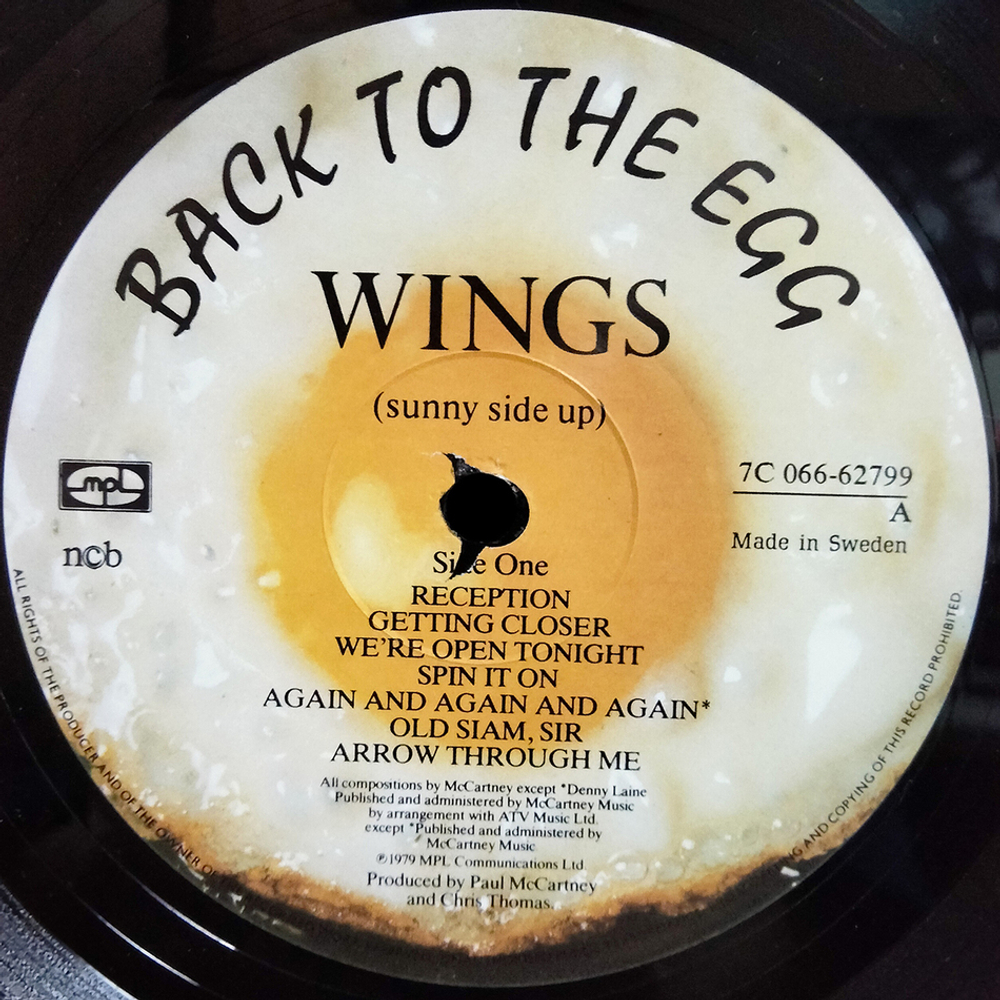 BACK TO THE EGG
WINGS
(sunny side up)
mpl
ncb
7C 066-62799
A
Made in Sweden
Side One
RECEPTION
GETTING CLOSER
WE'RE OPEN TONIGHT
SPIN IT ON
AGAIN AND AGAIN AND AGAIN*
OLD SIAM, SIR
ARROW THROUGH ME
All compositions by McCartney except *Denny Laine
Published and administered by McCartney Music
by arrangement with ATV Music Ltd.
except *Published and administered by
McCartney Music
℗1979 MPL Communications Ltd
Produced by Paul McCartney
and Chris Thomas.
ALL RIGHTS OF THE PRODUCER AND OF THE OWNER OF
AND COPYING OF THIS RECORD PROHIBITED.